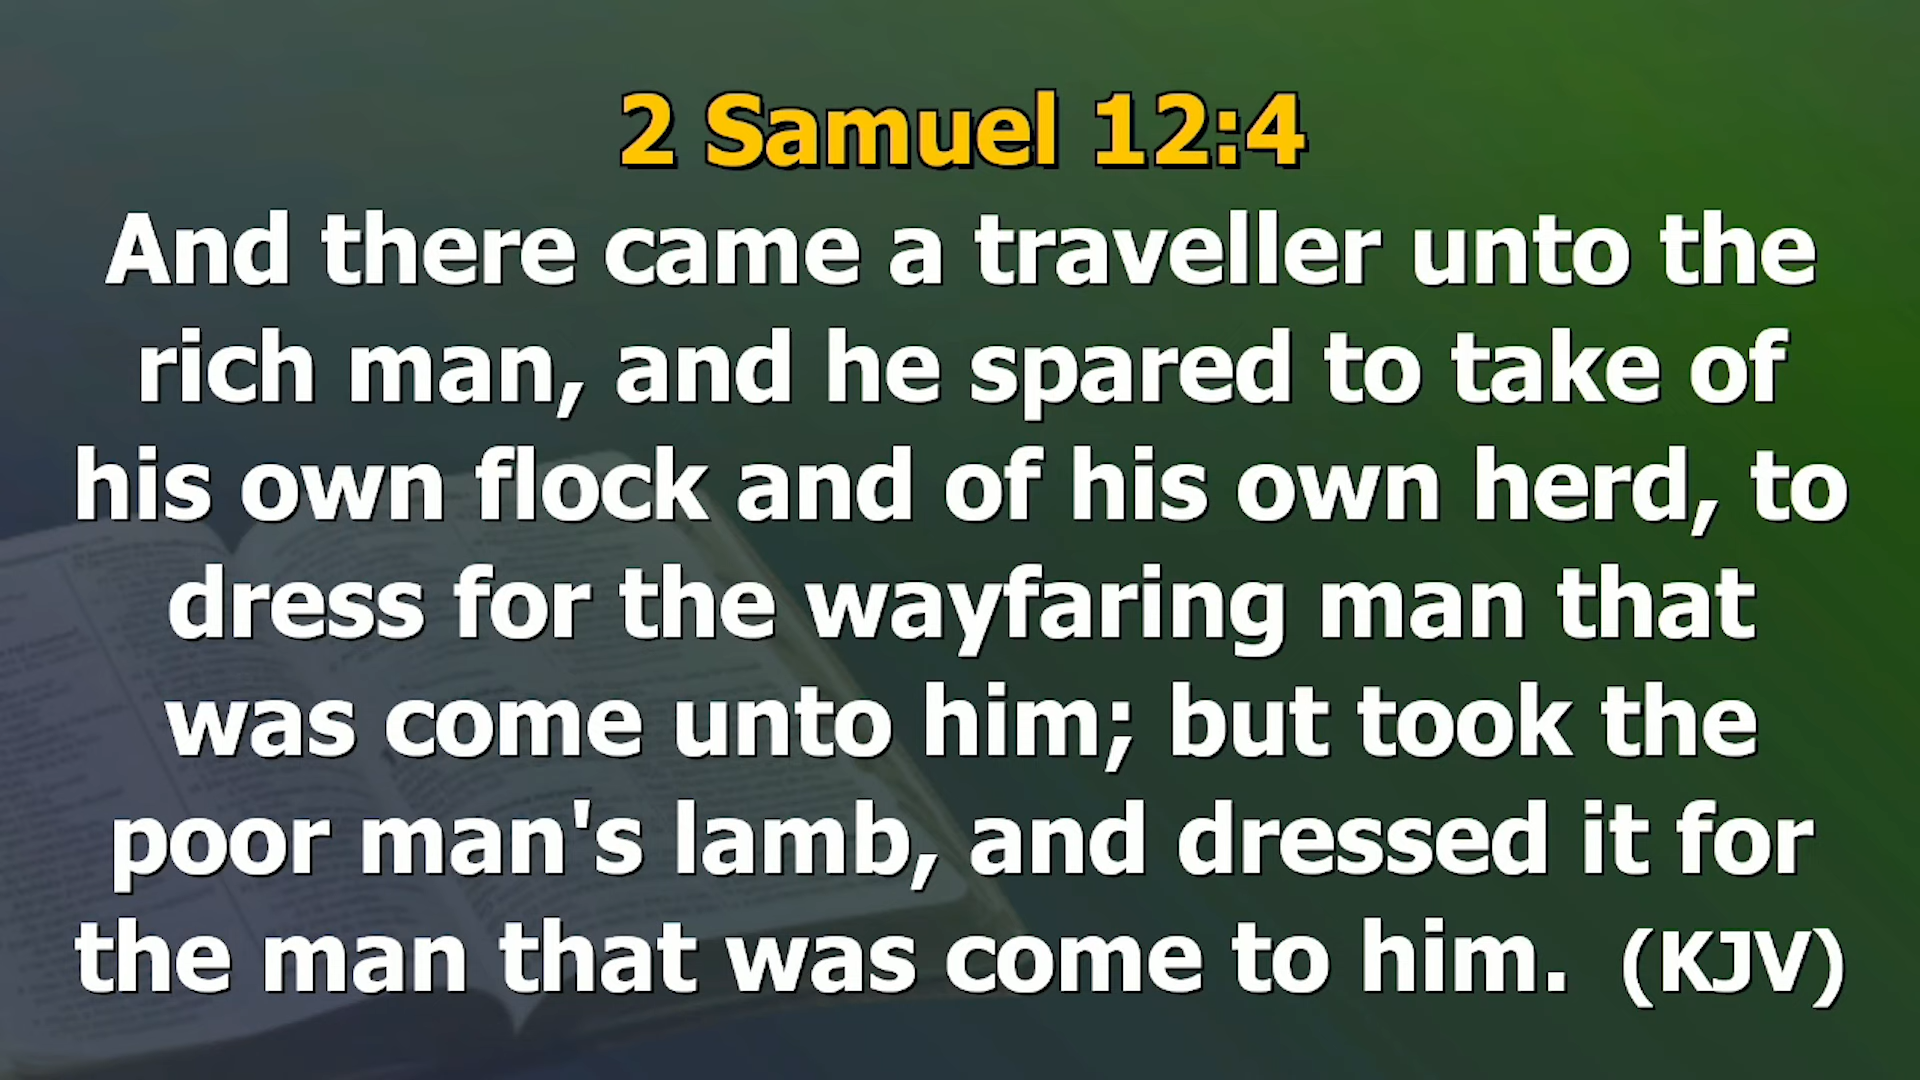 2 Samuel 12:4
And there came a traveller unto the
rich man, and he spared to take of
his own flock and of his own herd, to
dress for the wayfaring man that
was come unto him; but took the
poor man's lamb, and dressed it for
the man that was come to him.  (KJV)